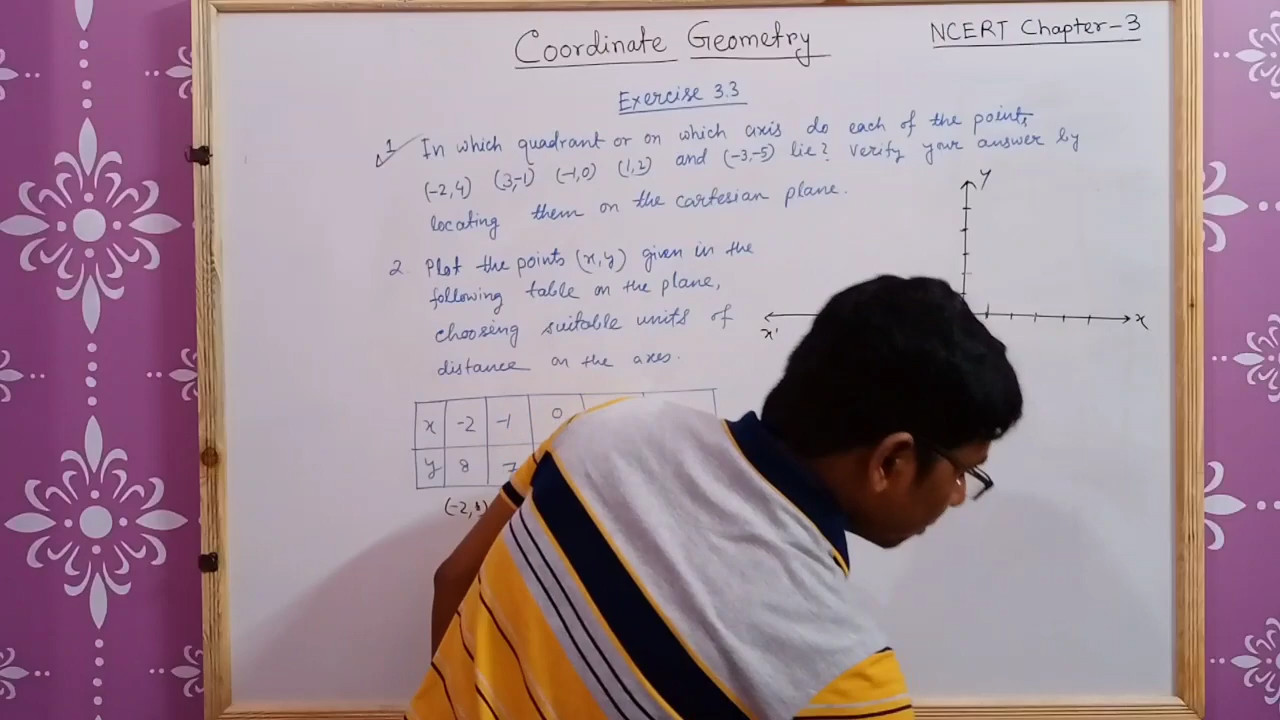 Coordinate Geometry
NCERT Chapter-3
Exercise 3.3
1 In which quadrant or on which axis do each of the points
(-2,4) (3,-1) (-1,0) (1,2) and (-3,-5) lie? Verify your answer by
locating them on the cartesian plane.
2. Plot the points (x,y) given in the
following table on the plane,
choosing suitable units of
distance on the axes.
x -2 -1 0
y 8 7
(-2,8)
y
x' x